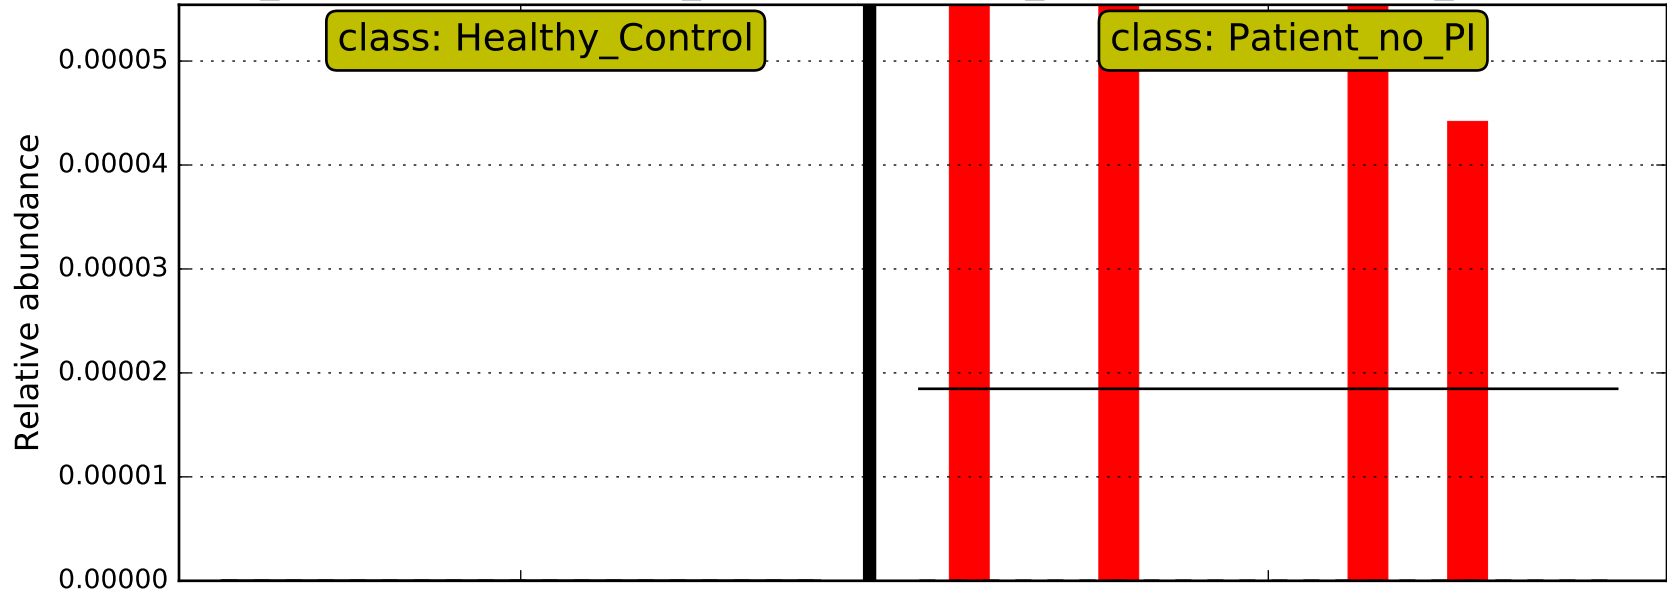 class: Healthy_Control
class: Patient_no_PI
0.00005
0.00004
0.00003
0.00002
0.00001
0.00000
Relative abundance